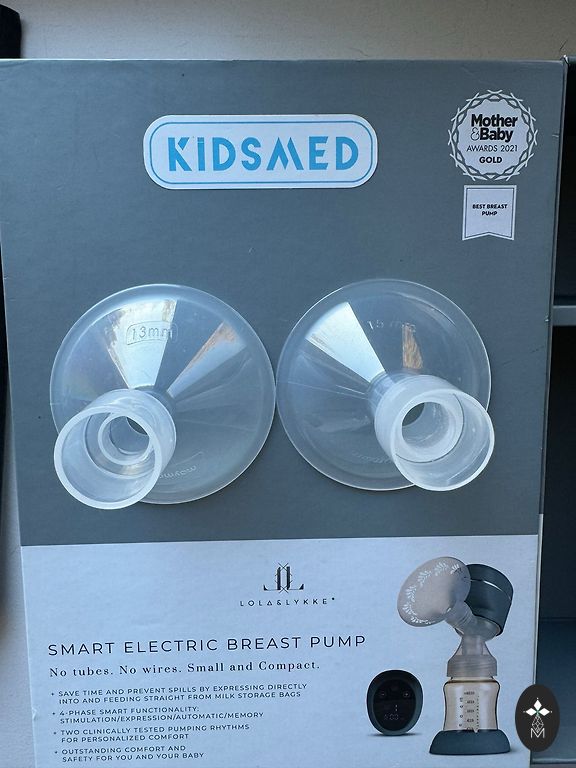 KIDSMED
Mother
&Baby
AWARDS 2021
GOLD
BEST BREAST
PUMP
13mm
LOLA&LYKKE®
SMART ELECTRIC BREAST PUMP
No tubes. No wires. Small and Compact.
+ SAVE TIME AND PREVENT SPILLS BY EXPRESSING DIRECTLY
INTO AND FEEDING STRAIGHT FROM MILK STORAGE BAGS
+ 4-PHASE SMART FUNCTIONALITY:
STIMULATION/EXPRESSION/AUTOMATIC/MEMORY
+ TWO CLINICALLY TESTED PUMPING RHYTHMS
FOR PERSONALIZED COMFORT
+ OUTSTANDING COMFORT AND
SAFETY FOR YOU AND YOUR BABY
M